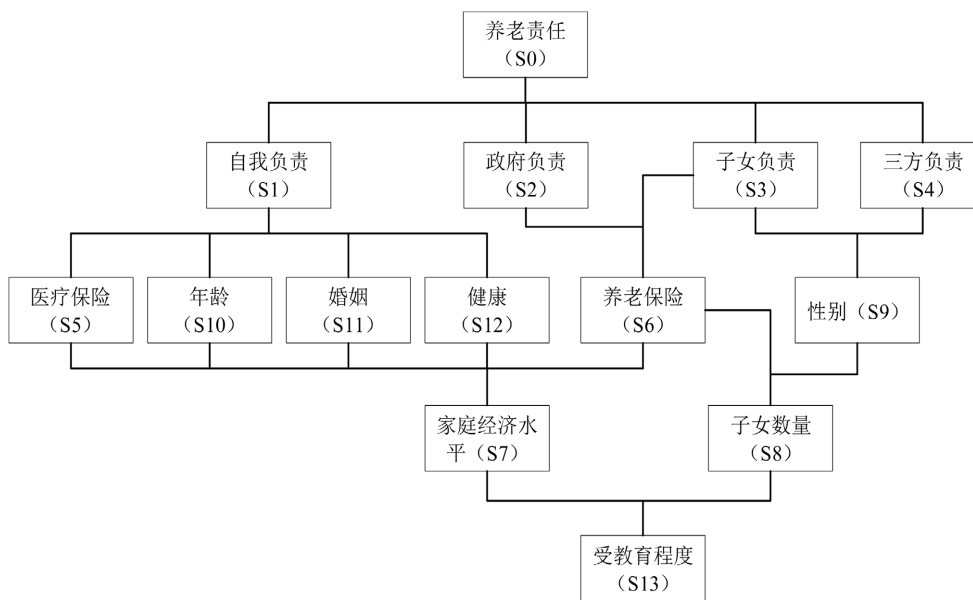 养老责任
（S0）
自我负责
（S1）
政府负责
（S2）
子女负责
（S3）
三方负责
（S4）
医疗保险
（S5）
年龄
（S10）
婚姻
（S11）
健康
（S12）
养老保险
（S6）
性别（S9）
家庭经济水
平（S7）
子女数量
（S8）
受教育程度
（S13）